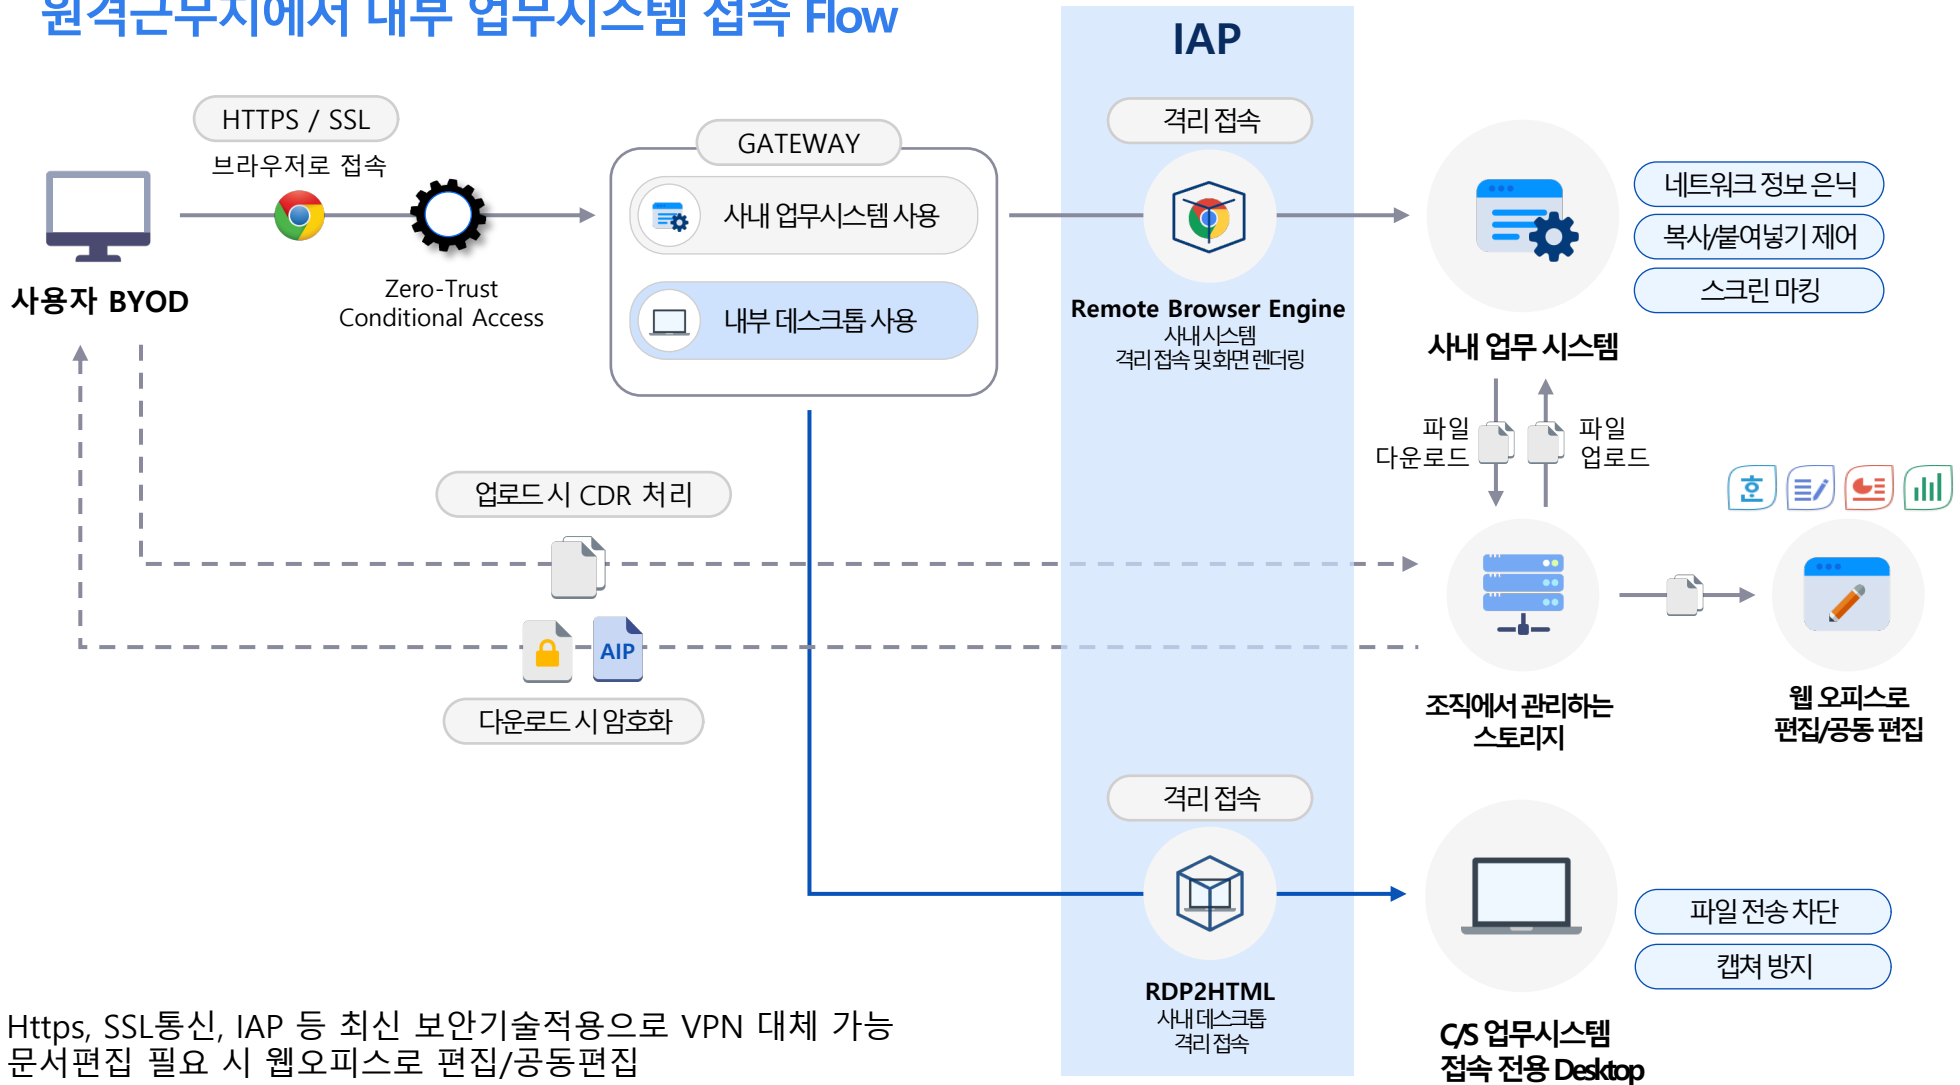 원격근무지에서 내부 업무시스템 접속 Flow
IAP
HTTPS / SSL
브라우저로 접속
사용자 BYOD
Zero-Trust
Conditional Access
GATEWAY
사내 업무시스템 사용
내부 데스크톱 사용
격리 접속
Remote Browser Engine
사내 시스템
격리 접속 및 화면 렌더링
사내 업무 시스템
네트워크 정보 은닉
복사/붙여넣기 제어
스크린 마킹
파일
다운로드
파일
업로드
업로드 시 CDR 처리
AIP
다운로드 시 암호화
조직에서 관리하는
스토리지
호
웹 오피스로
편집/공동 편집
격리 접속
RDP2HTML
사내 데스크톱
격리 접속
C/S 업무시스템
접속 전용 Desktop
파일 전송 차단
캡쳐 방지
Https, SSL통신, IAP 등 최신 보안기술적용으로 VPN 대체 가능
문서편집 필요 시 웹오피스로 편집/공동편집